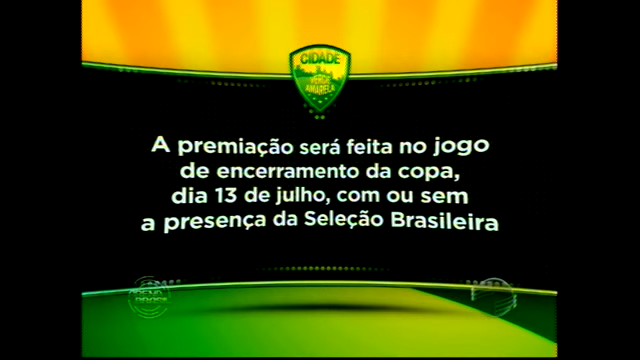 CIDADE
VERDE
AMARELA
A premiação será feita no jogo
de encerramento da copa,
dia 13 de julho, com ou sem
a presença da Seleção Brasileira